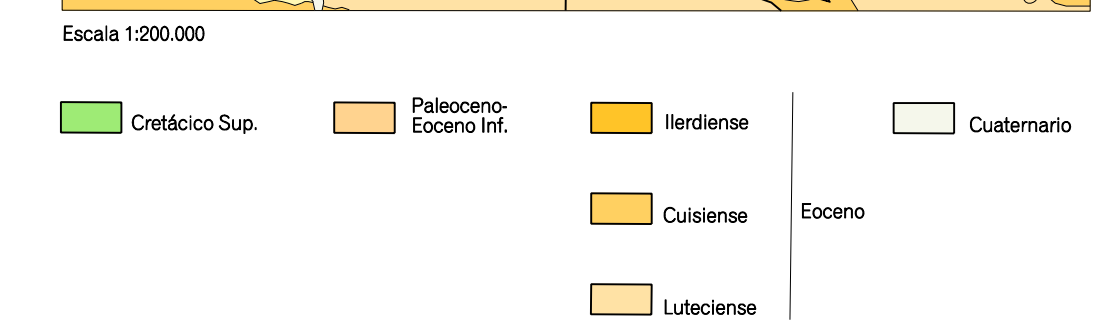 Escala 1:200.000
Cretácico Sup.
Paleoceno-
Eoceno Inf.
Ilerdiense
Cuaternario
Cuisiense
Eoceno
Luteciense